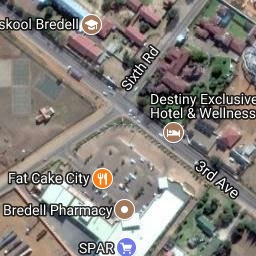 skool Bredell
Sixth Rd
Destiny Exclusive
Hotel & Wellness
3rd Ave
Fat Cake City
Bredell Pharmacy
SPAR